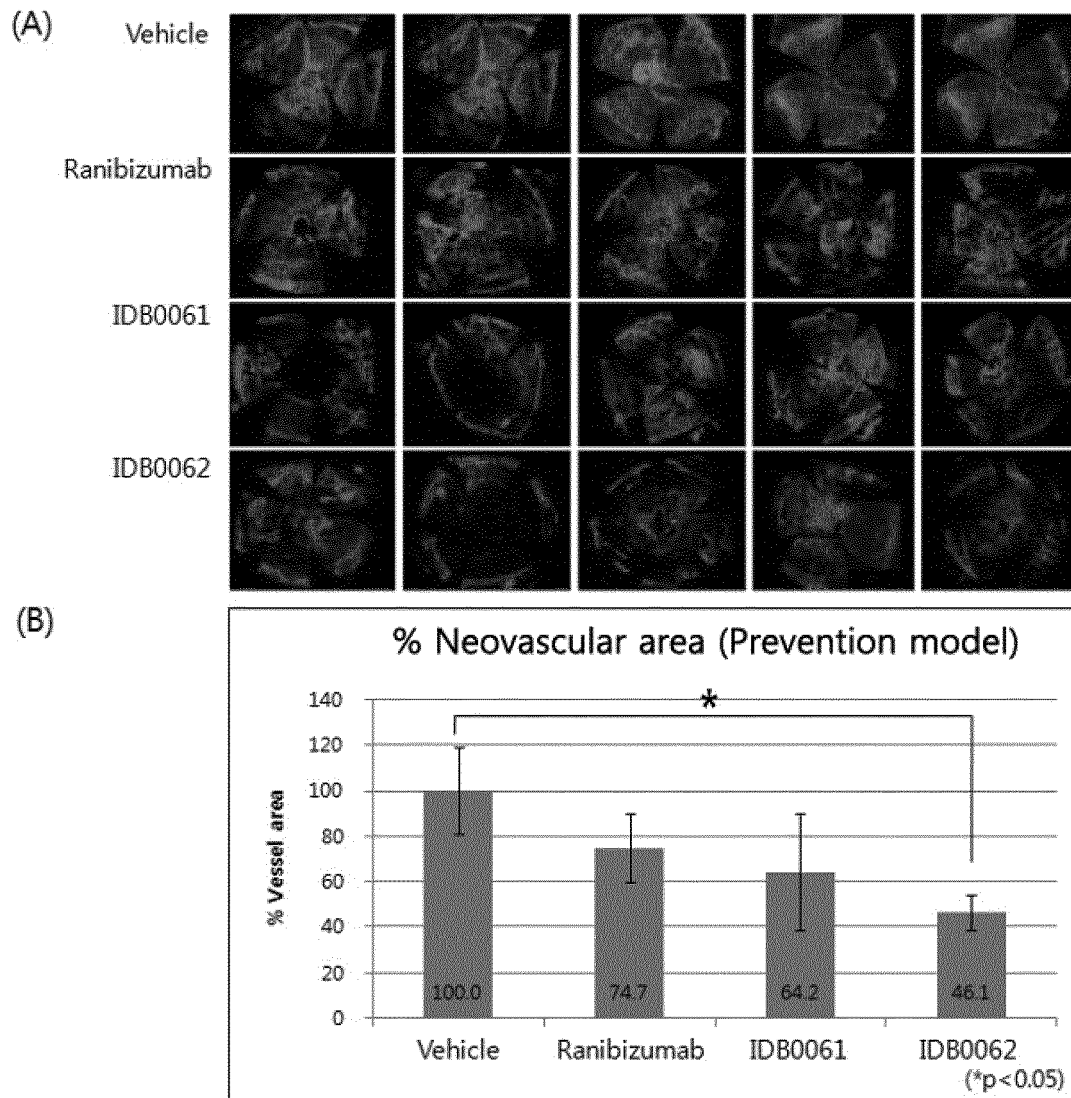 (A)
Vehicle
Ranibizumab
IDB0061
IDB0062
(B)
% Neovascular area (Prevention model)
% Vessel area
140
120
100
80
60
40
20
0
*
100.0
74.7
64.2
46.1
Vehicle
Ranibizumab
IDB0061
IDB0062
(*p<0.05)